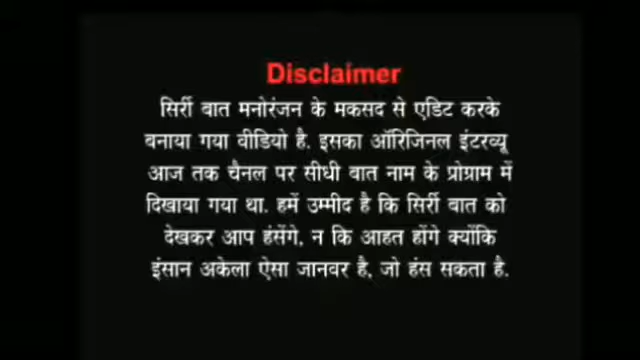 Disclaimer
सिर्री बात मनोरंजन के मकसद से एडिट करके
बनाया गया वीडियो है. इसका ऑरिजिनल इंटरव्यू
आज तक चैनल पर सीधी बात नाम के प्रोग्राम में
दिखाया गया था. हमें उम्मीद है कि सिर्री बात को
देखकर आप हंसेंगे, न कि आहत होंगे क्योंकि
इंसान अकेला ऐसा जानवर है, जो हंस सकता है.